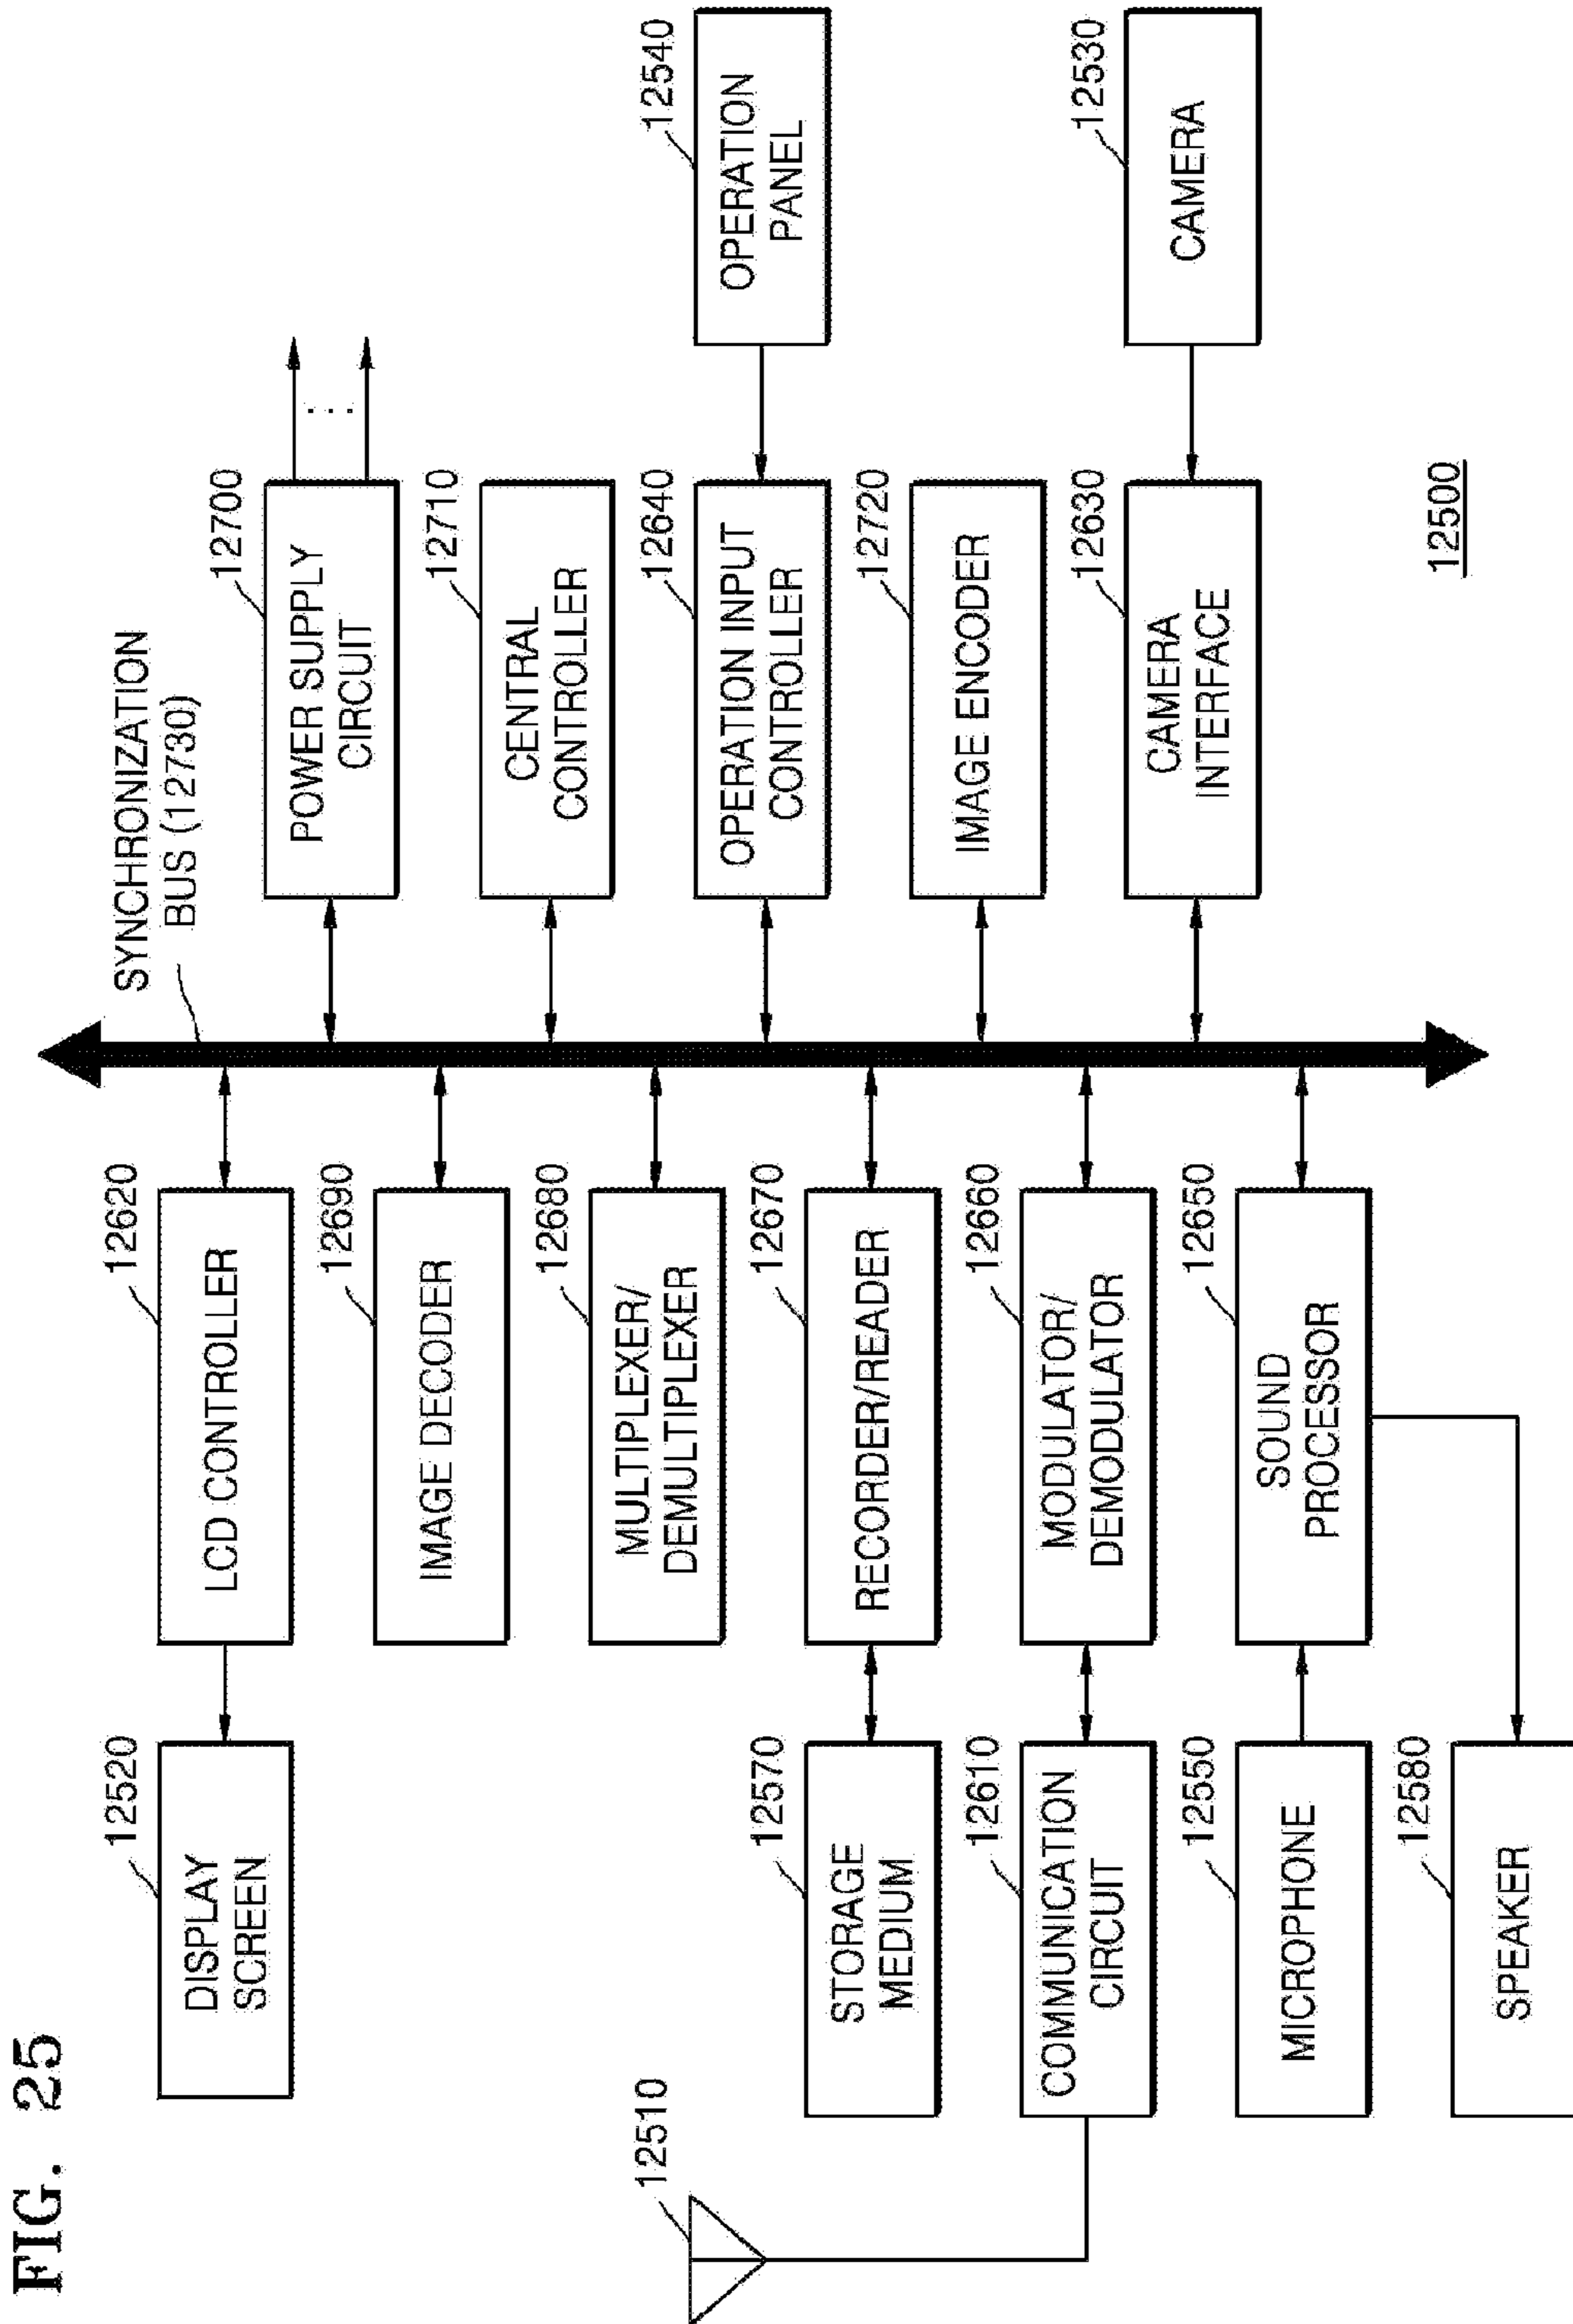 FIG. 25
12510
12520
DISPLAY
SCREEN
12620
LCD CONTROLLER
12690
IMAGE DECODER
12680
MULTIPLEXER/
DEMULTIPLEXER
12570
STORAGE
MEDIUM
12670
RECORDER/READER
12610
COMMUNICATION
CIRCUIT
12660
MODULATOR/
DEMODULATOR
12550
MICROPHONE
12650
SOUND
PROCESSOR
12580
SPEAKER
SYNCHRONIZATION
BUS (12730)
12700
POWER SUPPLY
CIRCUIT
...
12710
CENTRAL
CONTROLLER
12640
OPERATION INPUT
CONTROLLER
12540
OPERATION
PANEL
12720
IMAGE ENCODER
12630
CAMERA
INTERFACE
12530
CAMERA
12500